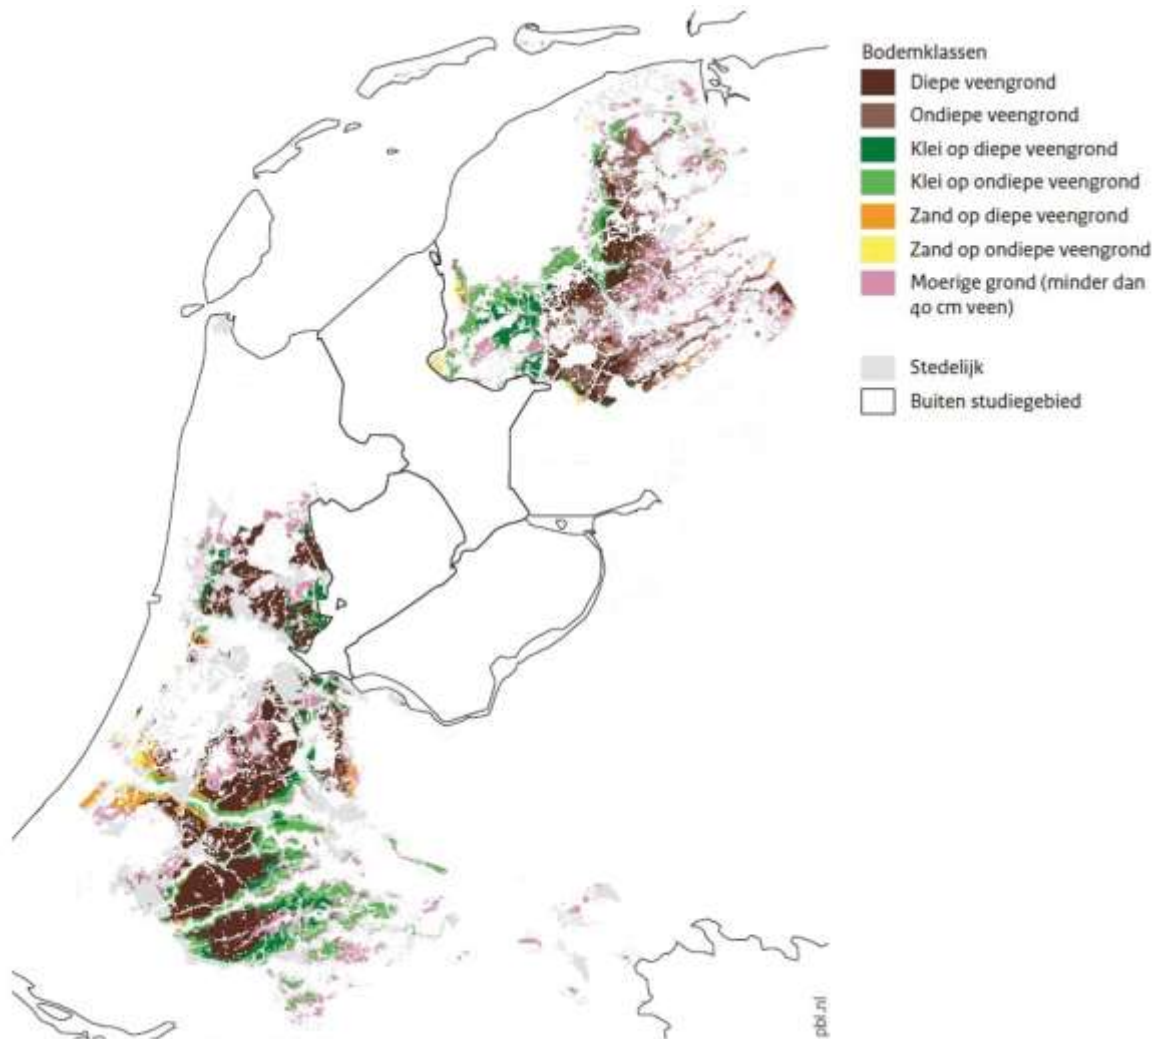 Bodemklassen
Diepe veengrond
Ondiepe veengrond
Klei op diepe veengrond
Klei op ondiepe veengrond
Zand op diepe veengrond
Zand op ondiepe veengrond
Moerige grond (minder dan
40 cm veen)
Stedelijk
Buiten studiegebied
pbl.nl